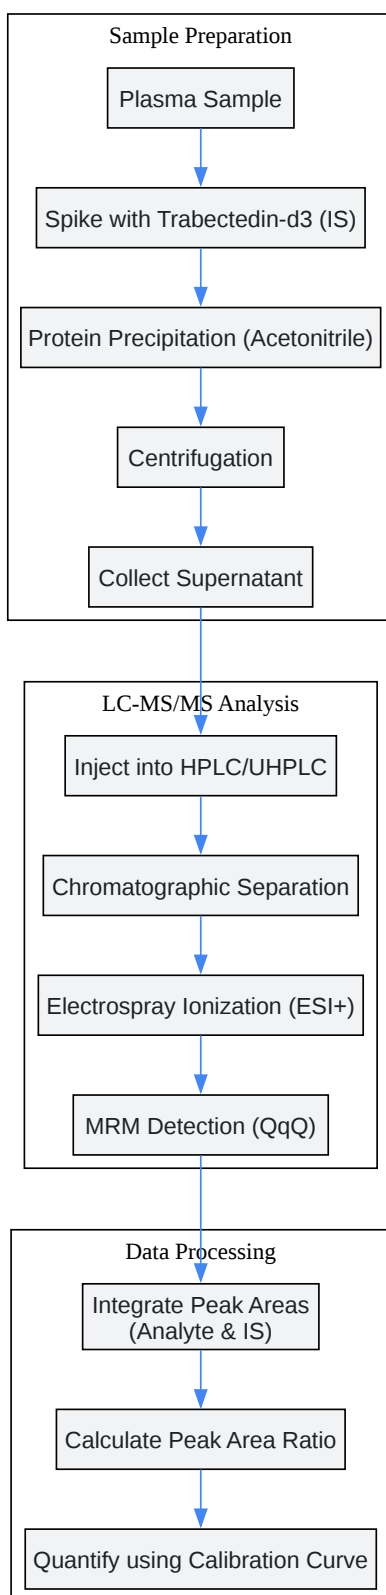 Sample Preparation
Plasma Sample
Spike with Trabectedin-d3 (IS)
Protein Precipitation (Acetonitrile)
Centrifugation
Collect Supernatant
LC-MS/MS Analysis
Inject into HPLC/UHPLC
Chromatographic Separation
Electrospray Ionization (ESI+)
MRM Detection (QqQ)
Data Processing
Integrate Peak Areas
(Analyte & IS)
Calculate Peak Area Ratio
Quantify using Calibration Curve